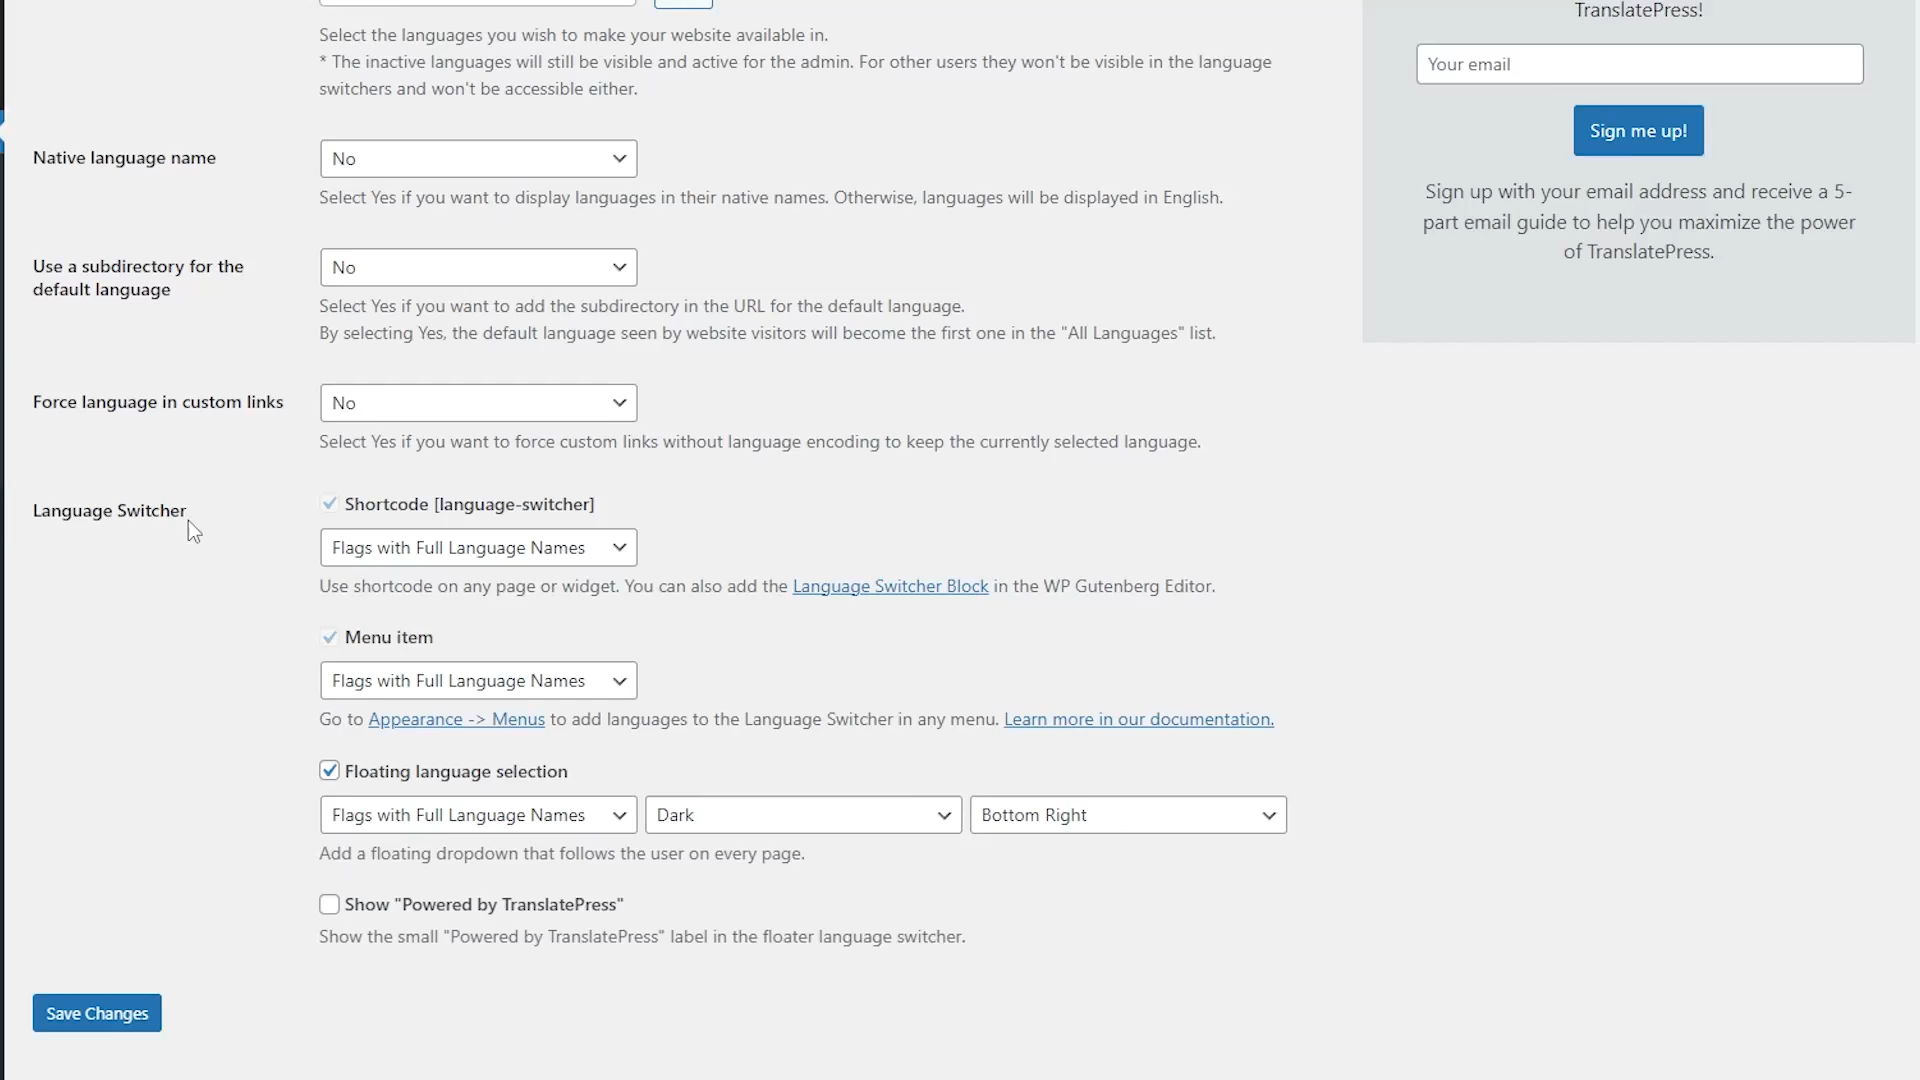 Select the languages you wish to make your website available in.
* The inactive languages will still be visible and active for the admin. For other users they won't be visible in the language
switchers and won't be accessible either.
Native language name
No
Select Yes if you want to display languages in their native names. Otherwise, languages will be displayed in English.
Use a subdirectory for the
default language
No
Select Yes if you want to add the subdirectory in the URL for the default language.
By selecting Yes, the default language seen by website visitors will become the first one in the "All Languages" list.
Force language in custom links
No
Select Yes if you want to force custom links without language encoding to keep the currently selected language.
Language Switcher
Shortcode [language-switcher]
Flags with Full Language Names
Use shortcode on any page or widget. You can also add the Language Switcher Block in the WP Gutenberg Editor.
Menu item
Flags with Full Language Names
Go to Appearance -> Menus to add languages to the Language Switcher in any menu. Learn more in our documentation.
Floating language selection
Flags with Full Language Names
Dark
Bottom Right
Add a floating dropdown that follows the user on every page.
Show "Powered by TranslatePress"
Show the small "Powered by TranslatePress" label in the floater language switcher.
Save Changes
TranslatePress!
Your email
Sign me up!
Sign up with your email address and receive a 5-
part email guide to help you maximize the power
of TranslatePress.